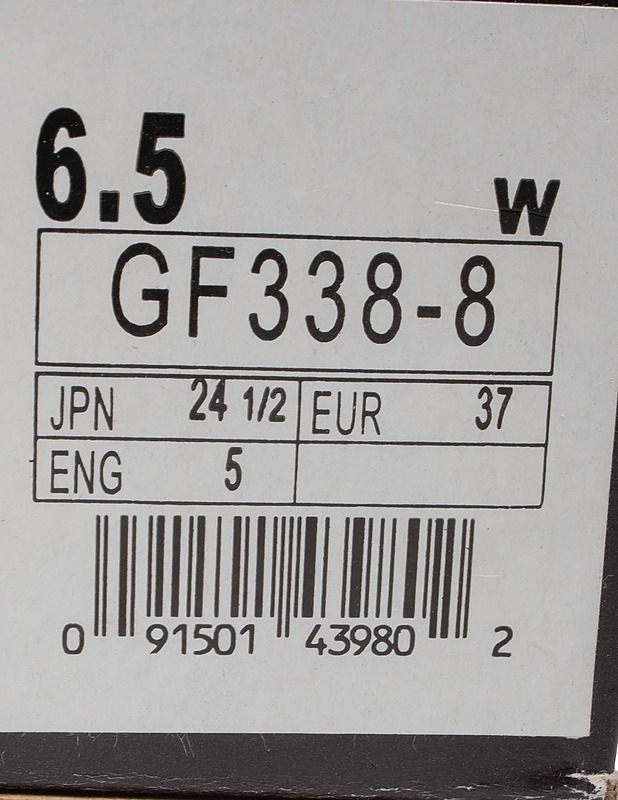 6.5 W
GF338-8
JPN 24 1/2 EUR 37
ENG 5
0 91501 43980 2